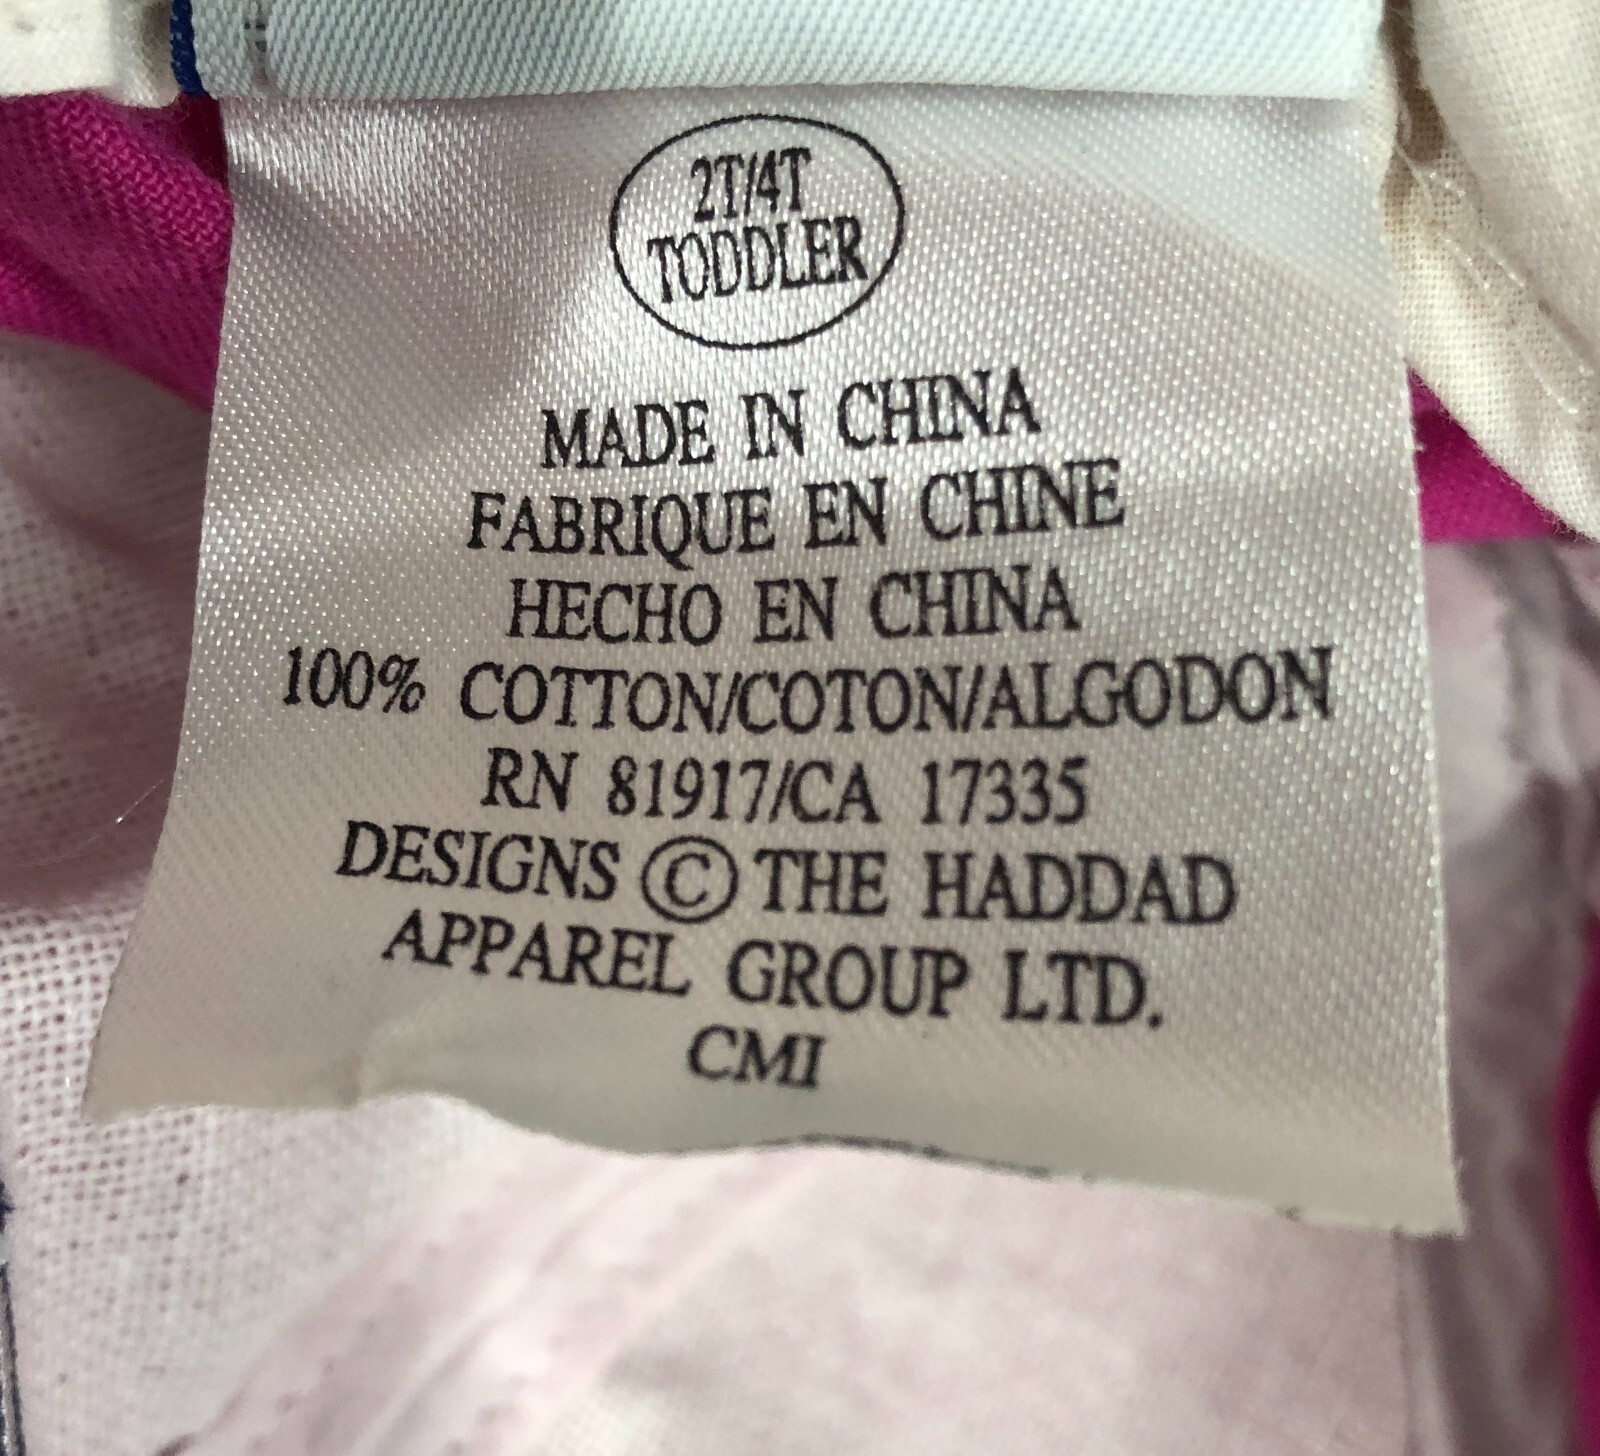 2T/4T
TODDLER
MADE IN CHINA
FABRIQUE EN CHINE
HECHO EN CHINA
100% COTTON/COTON/ALGODON
RN 81917/CA 17335
DESIGNS © THE HADDAD
APPAREL GROUP LTD.
CMI